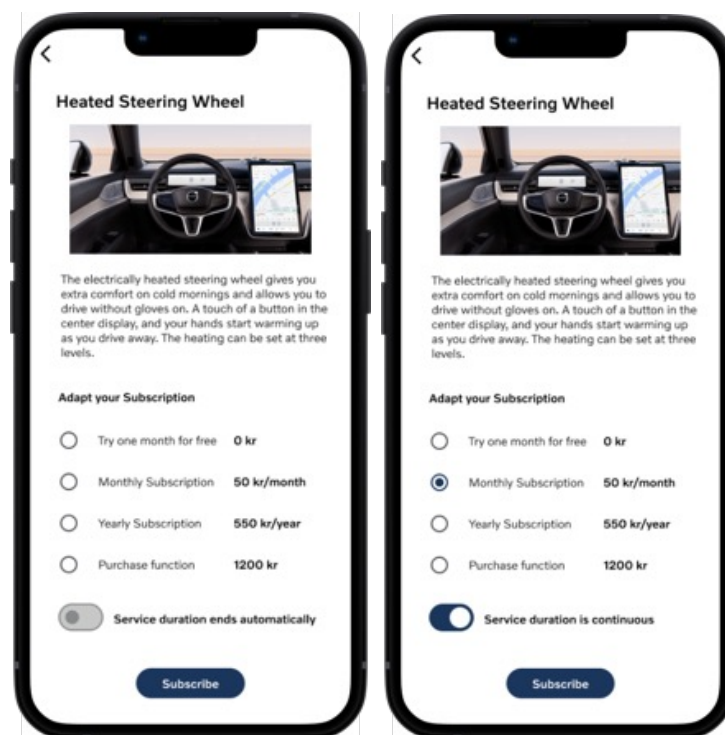 Heated Steering Wheel
The electrically heated steering wheel gives you
extra comfort on cold mornings and allows you to
drive without gloves on. A touch of a button in the
center display, and your hands start warming up
as you drive away. The heating can be set at three
levels.
Adapt your Subscription
Try one month for free 0 kr
Monthly Subscription 50 kr/month
Yearly Subscription 550 kr/year
Purchase function 1200 kr
Service duration ends automatically
Subscribe
Heated Steering Wheel
The electrically heated steering wheel gives you
extra comfort on cold mornings and allows you to
drive without gloves on. A touch of a button in the
center display, and your hands start warming up
as you drive away. The heating can be set at three
levels.
Adapt your Subscription
Try one month for free 0 kr
Monthly Subscription 50 kr/month
Yearly Subscription 550 kr/year
Purchase function 1200 kr
Service duration is continuous
Subscribe